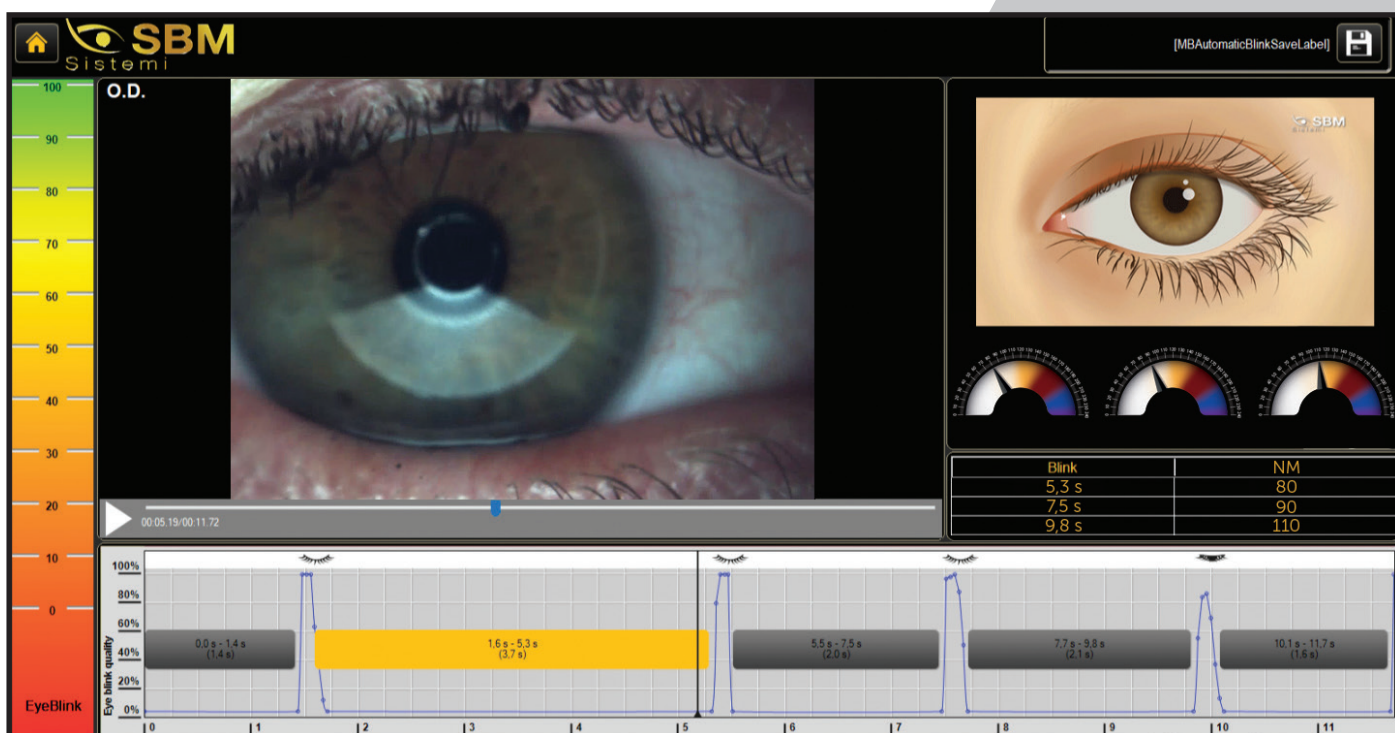 SBM
Sistemi
[MBAutomaticBlinkSaveLabel]
100
90
80
70
60
50
40
30
20
10
0
EyeBlink
O.D.
00:05.19/00:11.72
SBM
Sistemi
Blink NM
5,3 s 80
7,5 s 90
9,8 s 110
Eye blink quality
100%
80%
60%
40%
20%
0%
0,0 s - 1,4 s
(1,4 s)
1,6 s - 5,3 s
(3,7 s)
5,5 s - 7,5 s
(2,0 s)
7,7 s - 9,8 s
(2,1 s)
10,1 s - 11,7 s
(1,6 s)
0 1 2 3 4 5 6 7 8 9 10 11